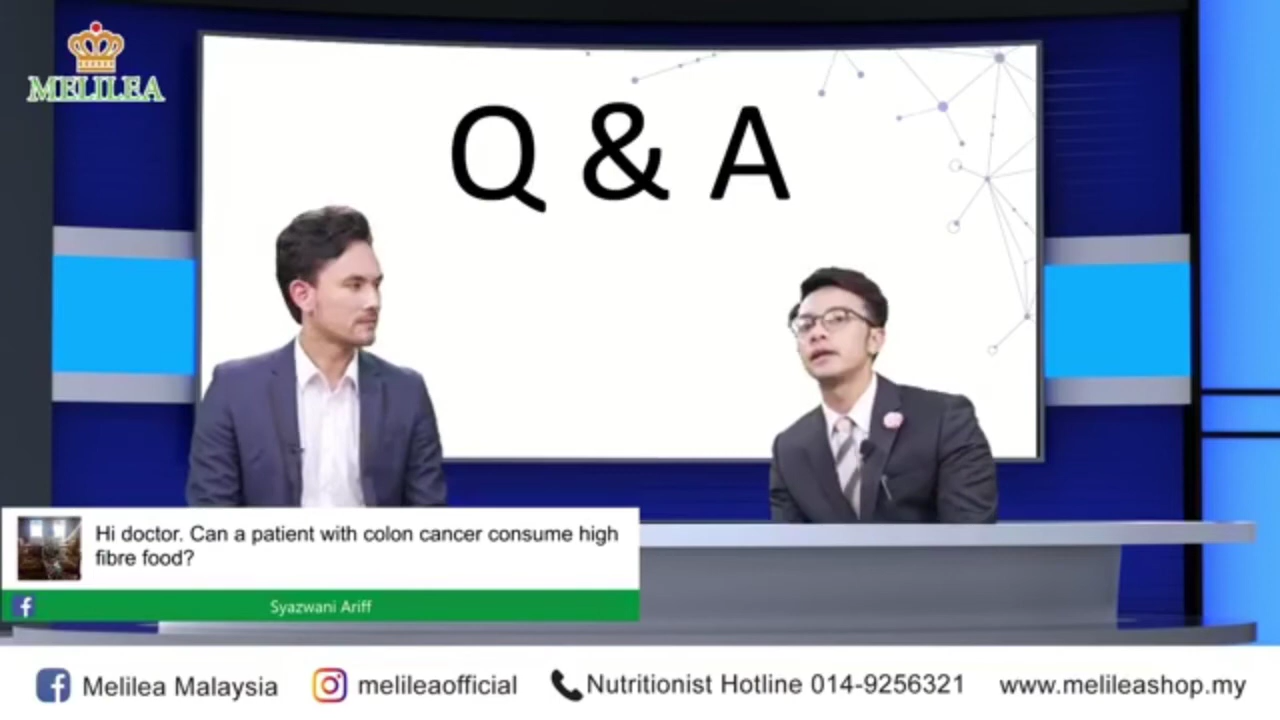 MELILEA
Q & A
Hi doctor. Can a patient with colon cancer consume high
fibre food?
Syazwani Ariff
Melilea Malaysia
melileaofficial
Nutritionist Hotline 014-9256321
www.melileashop.my